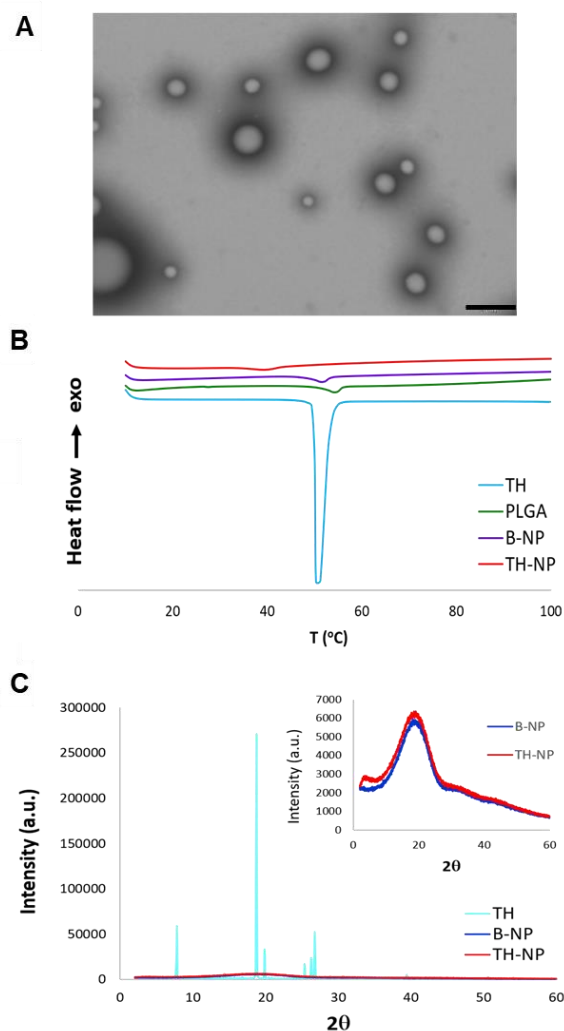 A
B
Heat flow → exo
TH
PLGA
B-NP
TH-NP
0 20 40 60 80 100
T (°C)
C
300000
250000
200000
150000
100000
50000
0
0 10 20 30 40 50 60
Intensity (a.u.)
2θ
7000
6000
5000
4000
3000
2000
1000
0
0 20 40 60
Intensity (a.u.)
2θ
B-NP
TH-NP
TH
B-NP
TH-NP